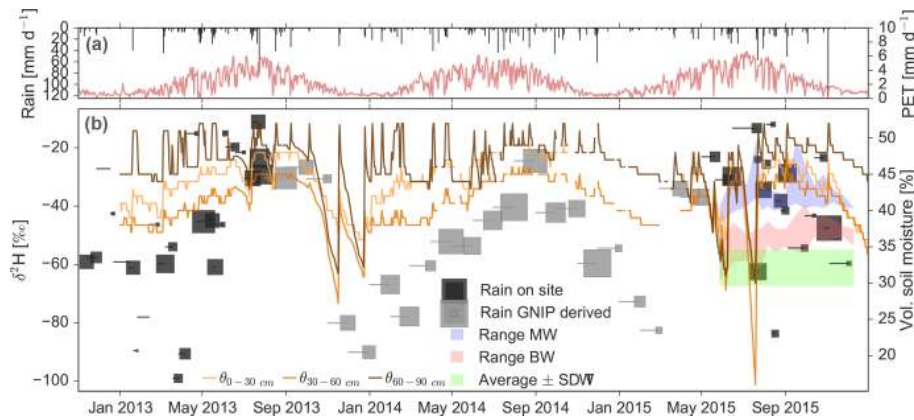 0
20
40
60
80
100
120
Rain [mm d⁻¹]
(a)
10
8
6
4
2
0
PET [mm d⁻¹]
(b)
−20
−40
−60
−80
−100
δ²H [‰]
50
45
40
35
30
25
20
Vol. soil moisture [%]
Rain on site
Rain GNIP derived
Range MW
Range BW
Average ± SDW
θ0−30 cm θ30−60 cm θ60−90 cm
Jan 2013 May 2013 Sep 2013 Jan 2014 May 2014 Sep 2014 Jan 2015 May 2015 Sep 2015